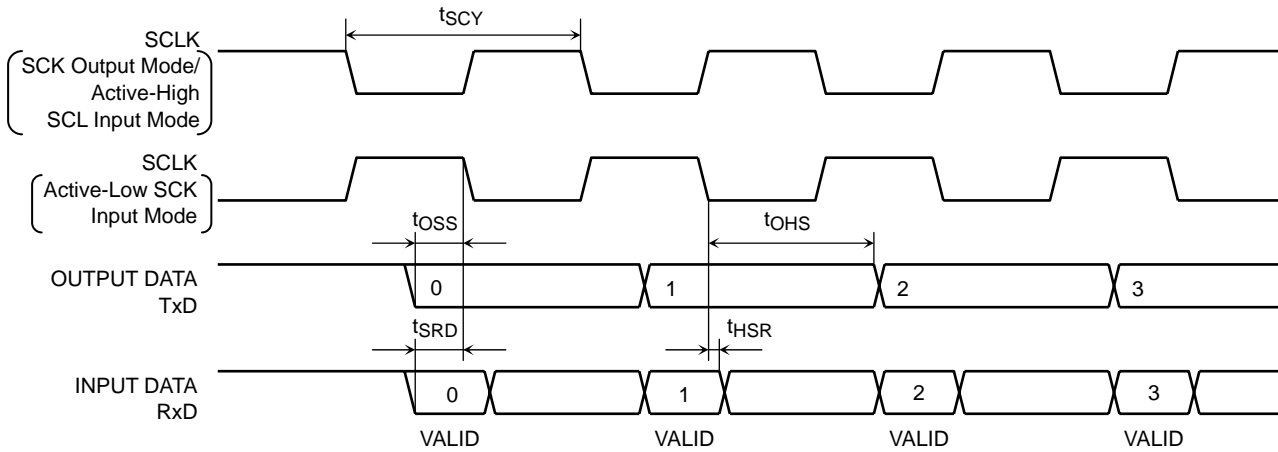 tSCY
SCLK
SCK Output Mode/
Active-High
SCL Input Mode
SCLK
Active-Low SCK
Input Mode
tOSS
tOHS
OUTPUT DATA
TxD
0
1
2
3
tSRD
tHSR
INPUT DATA
RxD
0
1
2
3
VALID
VALID
VALID
VALID